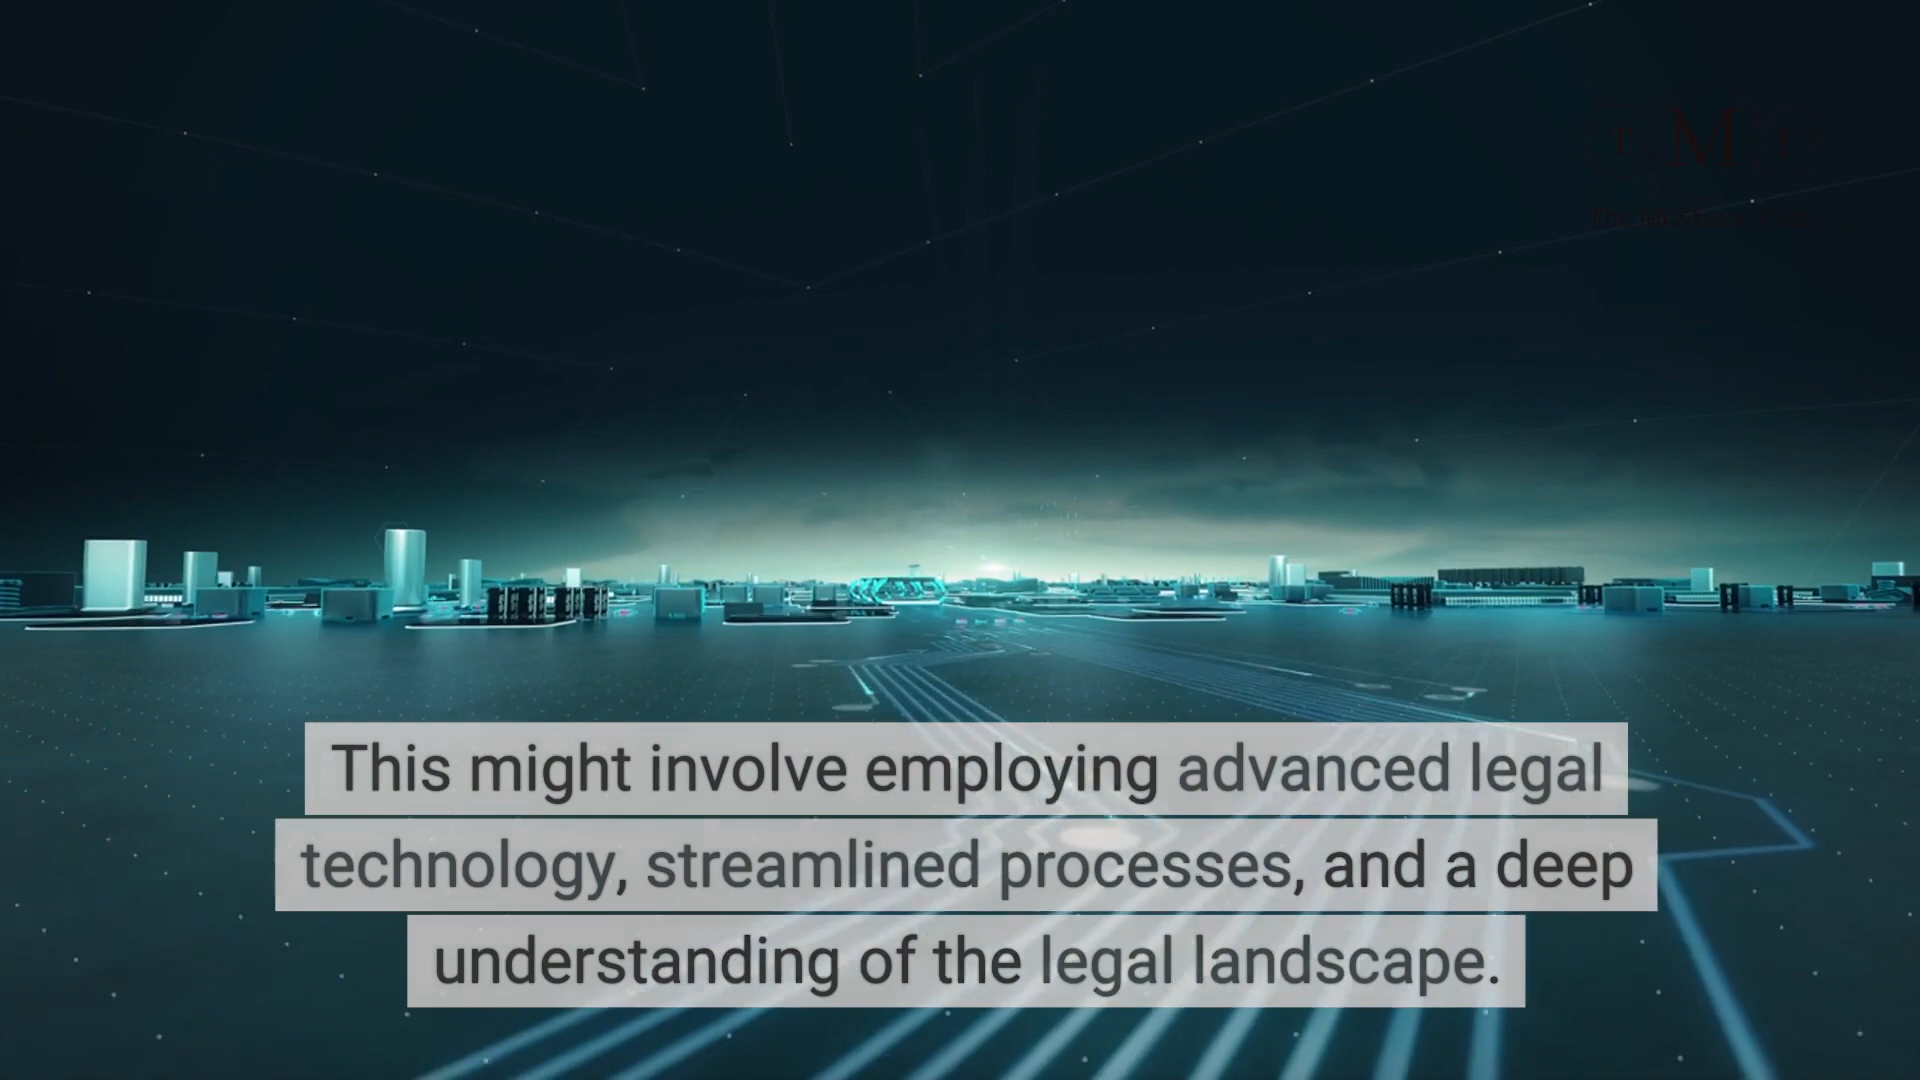 T M F
This might involve employing advanced legal
technology, streamlined processes, and a deep
understanding of the legal landscape.